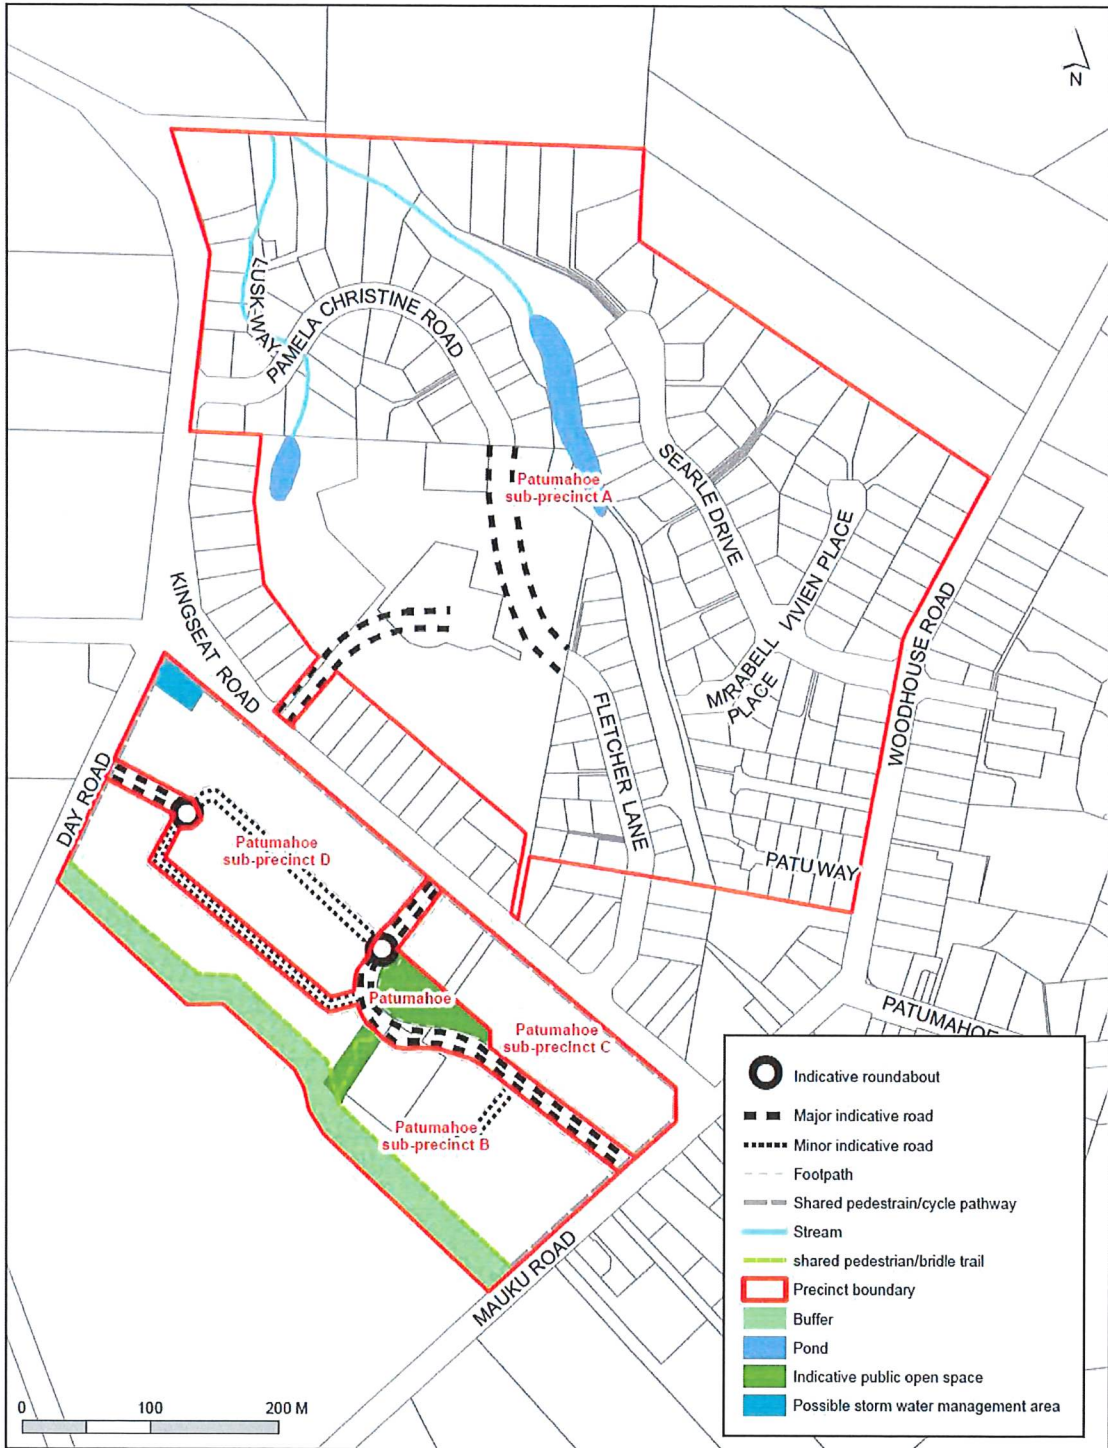 N
LUSK WAY
PAMELA CHRISTINE ROAD
Patumahoe
sub-precinct A
SEARLE DRIVE
VIVIEN PLACE
MIRABELL
PLACE
KINGSEAT ROAD
WOODHOUSE ROAD
FLETCHER LANE
DAY ROAD
Patumahoe
sub-precinct D
PATU WAY
Patumahoe
PATUMAHOE
Patumahoe
sub-precinct C
Patumahoe
sub-precinct B
MAUKU ROAD
Indicative roundabout
Major indicative road
Minor indicative road
Footpath
Shared pedestrain/cycle pathway
Stream
shared pedestrian/bridle trail
Precinct boundary
Buffer
Pond
Indicative public open space
Possible storm water management area
0 100 200 M